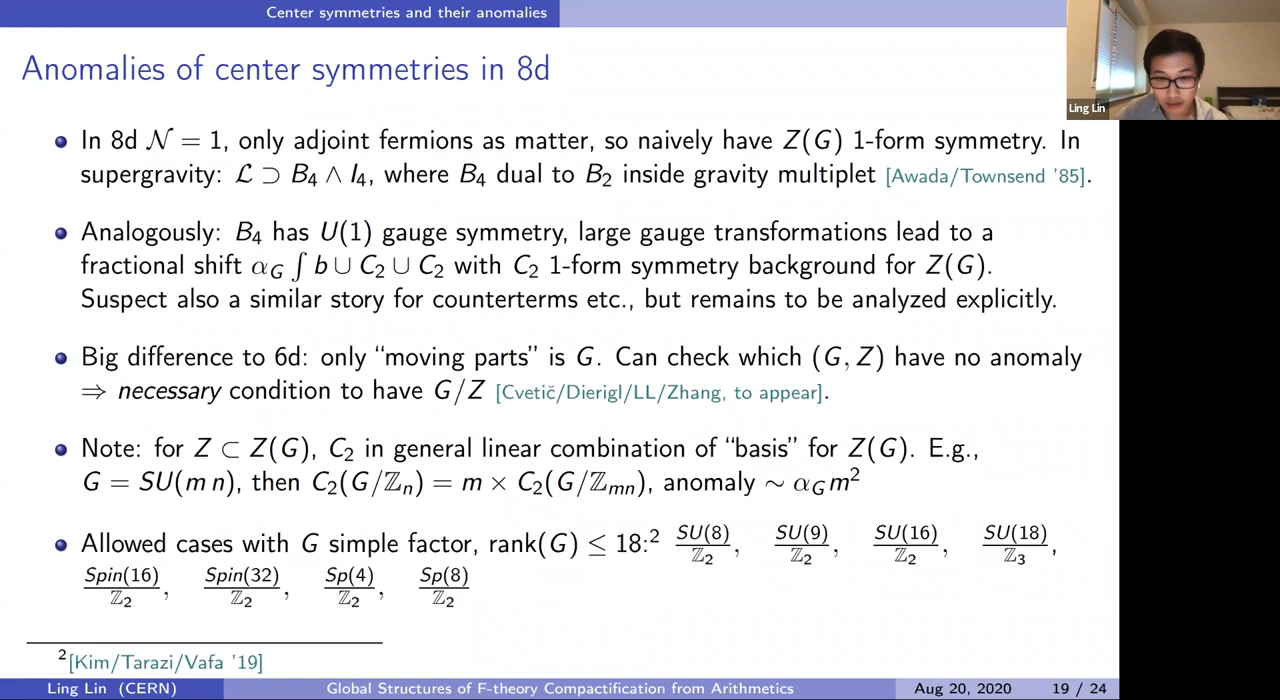 Center symmetries and their anomalies
Anomalies of center symmetries in 8d
Ling Lin
In 8d 𝒩 = 1, only adjoint fermions as matter, so naively have Z(G) 1-form symmetry. In
supergravity: ℒ ⊃ B₄ ∧ I₄, where B₄ dual to B₂ inside gravity multiplet [Awada/Townsend '85].
Analogously: B₄ has U(1) gauge symmetry, large gauge transformations lead to a
fractional shift α_G ∫ b ∪ C₂ ∪ C₂ with C₂ 1-form symmetry background for Z(G).
Suspect also a similar story for counterterms etc., but remains to be analyzed explicitly.
Big difference to 6d: only “moving parts” is G. Can check which (G, Z) have no anomaly
⇒ necessary condition to have G/Z [Cvetič/Dierigl/LL/Zhang, to appear].
Note: for Z ⊂ Z(G), C₂ in general linear combination of “basis” for Z(G). E.g.,
G = SU(m n), then C₂(G/ℤₙ) = m × C₂(G/ℤₘₙ), anomaly ~ α_G m²
Allowed cases with G simple factor, rank(G) ≤ 18:² SU(8)/ℤ₂, SU(9)/ℤ₂, SU(16)/ℤ₂, SU(18)/ℤ₃,
Spin(16)/ℤ₂, Spin(32)/ℤ₂, Sp(4)/ℤ₂, Sp(8)/ℤ₂
²[Kim/Tarazi/Vafa '19]
Ling Lin (CERN) Global Structures of F-theory Compactification from Arithmetics Aug 20, 2020 19 / 24